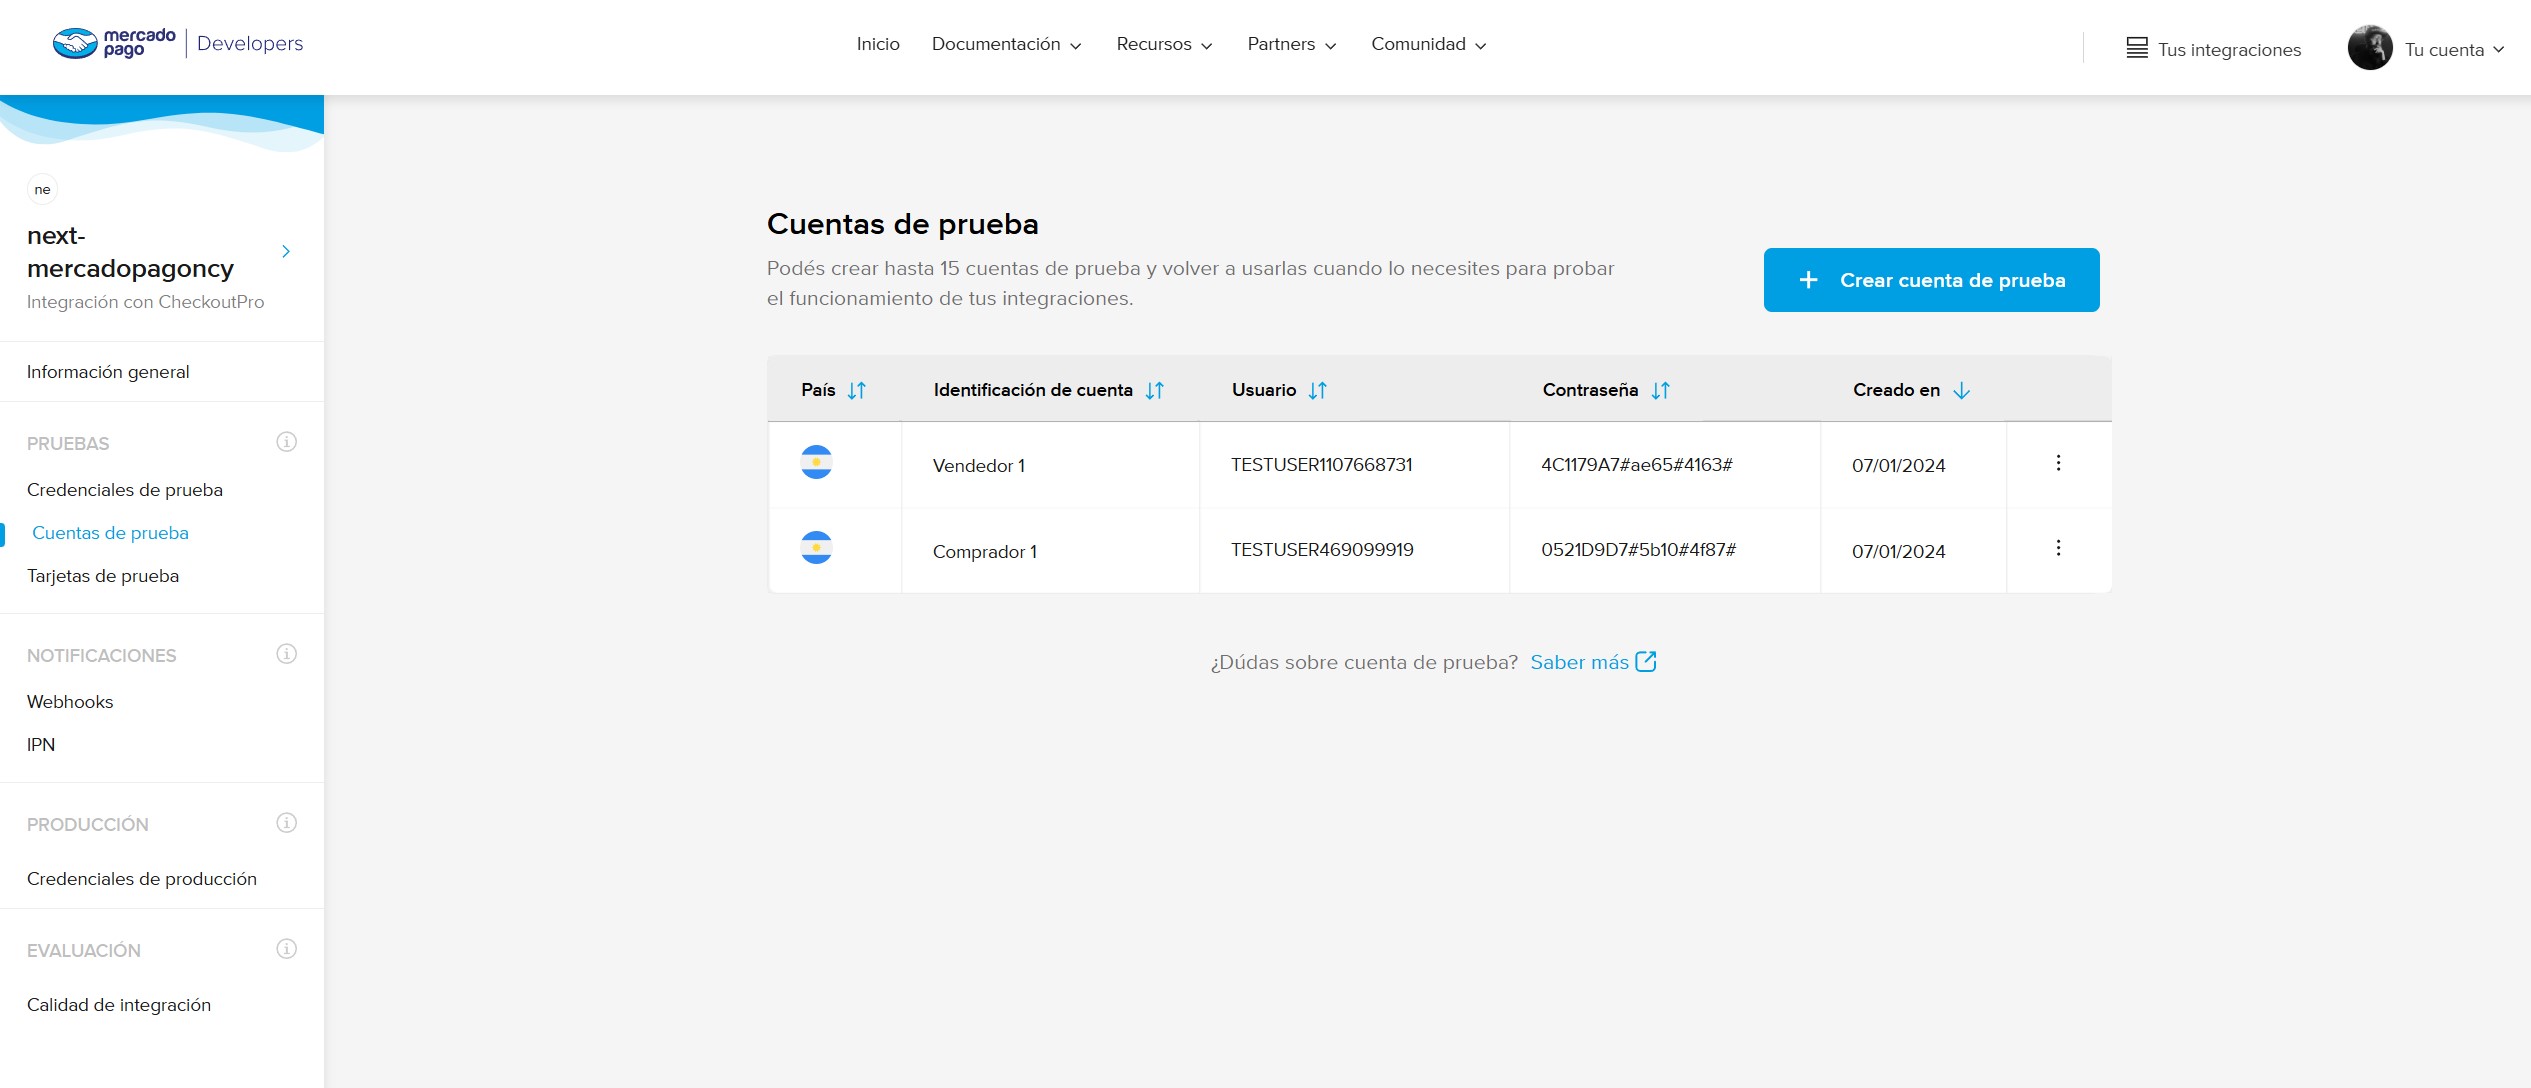 mercado pago | Developers
Inicio Documentación Recursos Partners Comunidad
Tus integraciones Tu cuenta
ne
next-
mercadopagoncy
Integración con CheckoutPro
Información general
PRUEBAS
Credenciales de prueba
Cuentas de prueba
Tarjetas de prueba
NOTIFICACIONES
Webhooks
IPN
PRODUCCIÓN
Credenciales de producción
EVALUACIÓN
Calidad de integración
Cuentas de prueba
Podés crear hasta 15 cuentas de prueba y volver a usarlas cuando lo necesites para probar
el funcionamiento de tus integraciones.
+ Crear cuenta de prueba
País Identificación de cuenta Usuario Contraseña Creado en
Vendedor 1 TESTUSER1107668731 4C1179A7#ae65#4163# 07/01/2024
Comprador 1 TESTUSER469099919 0521D9D7#5b10#4f87# 07/01/2024
¿Dúdas sobre cuenta de prueba? Saber más